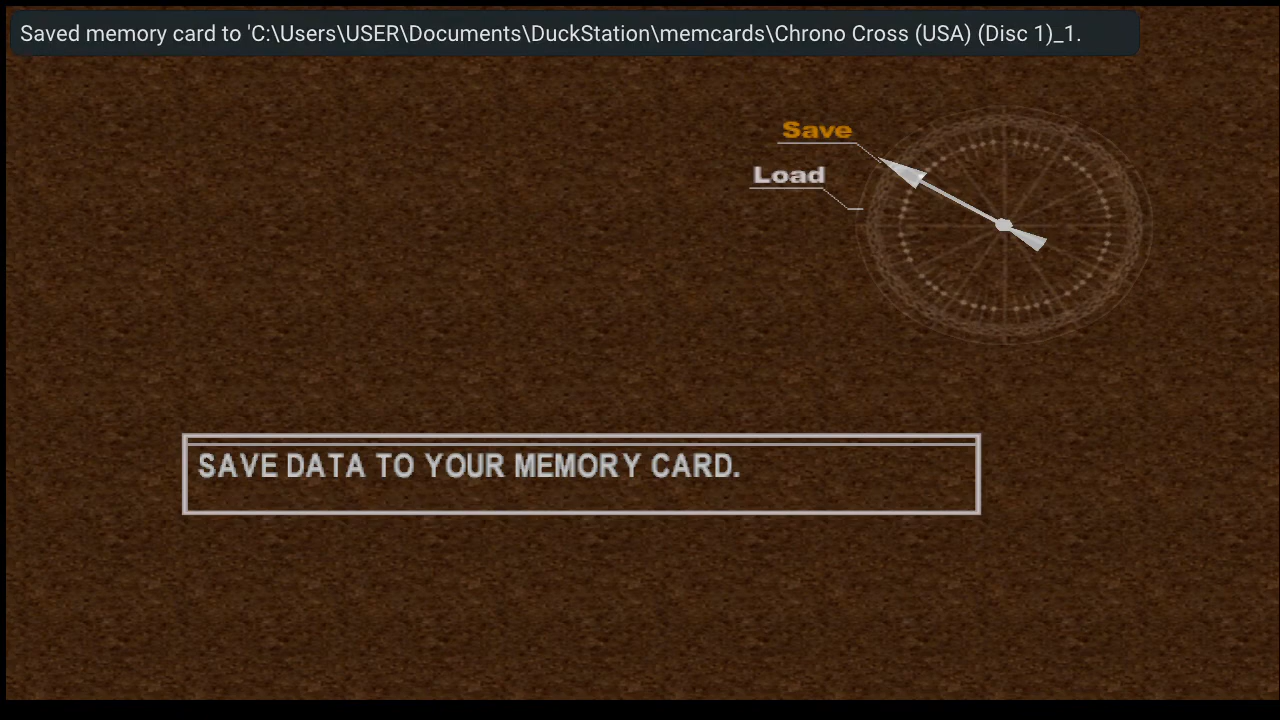 Saved memory card to 'C:\Users\USER\Documents\DuckStation\memcards\Chrono Cross (USA) (Disc 1)_1.
Save
Load
SAVE DATA TO YOUR MEMORY CARD.